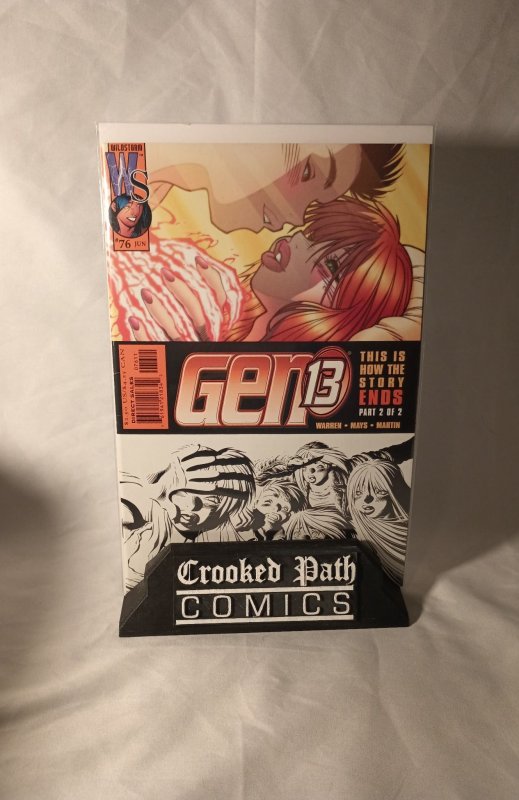 WILDSTORM
WS
#76 JUN
GEN13
THIS IS
HOW THE
STORY
ENDS
PART 2 OF 2
WARREN • MAYS • MARTIN
DIRECT SALES
07611
Crooked Path
COMICS